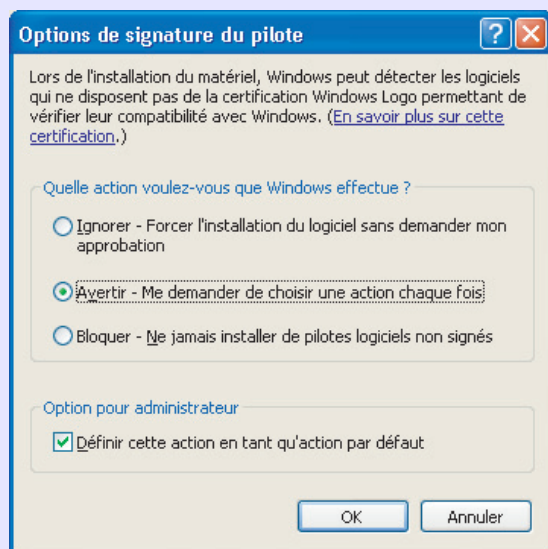 Options de signature du pilote
Lors de l'installation du matériel, Windows peut détecter les logiciels
qui ne disposent pas de la certification Windows Logo permettant de
vérifier leur compatibilité avec Windows. (En savoir plus sur cette
certification.)
Quelle action voulez-vous que Windows effectue ?
Ignorer - Forcer l'installation du logiciel sans demander mon
approbation
Avertir - Me demander de choisir une action chaque fois
Bloquer - Ne jamais installer de pilotes logiciels non signés
Option pour administrateur
Définir cette action en tant qu'action par défaut
OK Annuler